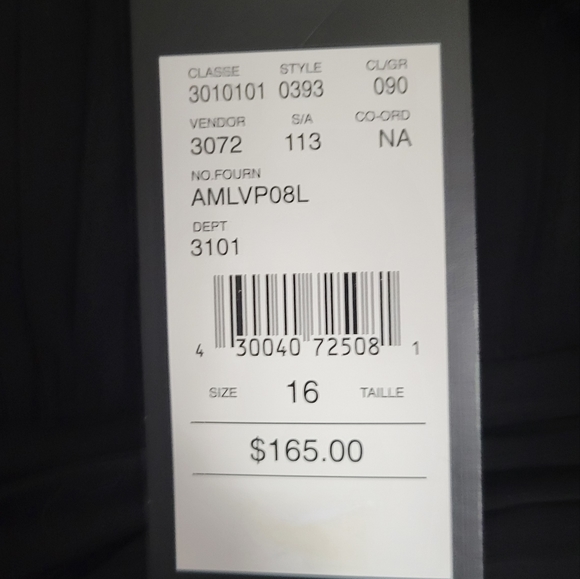 CLASSE STYLE CL/GR
3010101 0393 090
VENDOR S/A CO-ORD
3072 113 NA
NO.FOURN
AMLVP08L
DEPT
3101
4 30040 72508 1
SIZE 16 TAILLE
$165.00